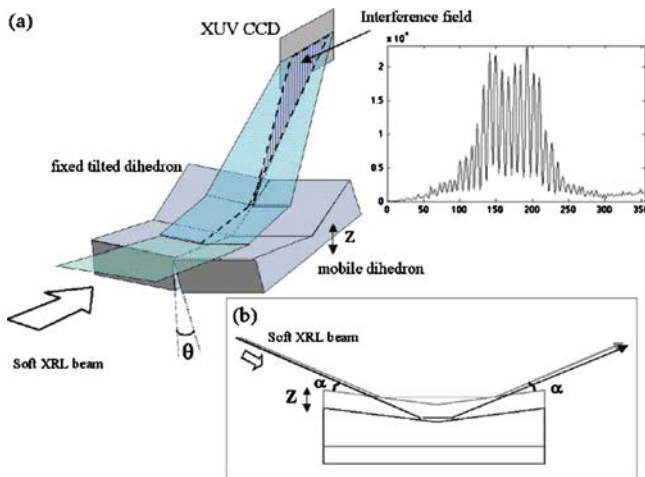 (a)
XUV CCD
Interference field
fixed tilted dihedron
Z
mobile dihedron
Soft XRL beam
θ
2
1.5
1
0.5
0
0 50 100 150 200 250 300 350
(b)
Soft XRL beam
α
Z
α